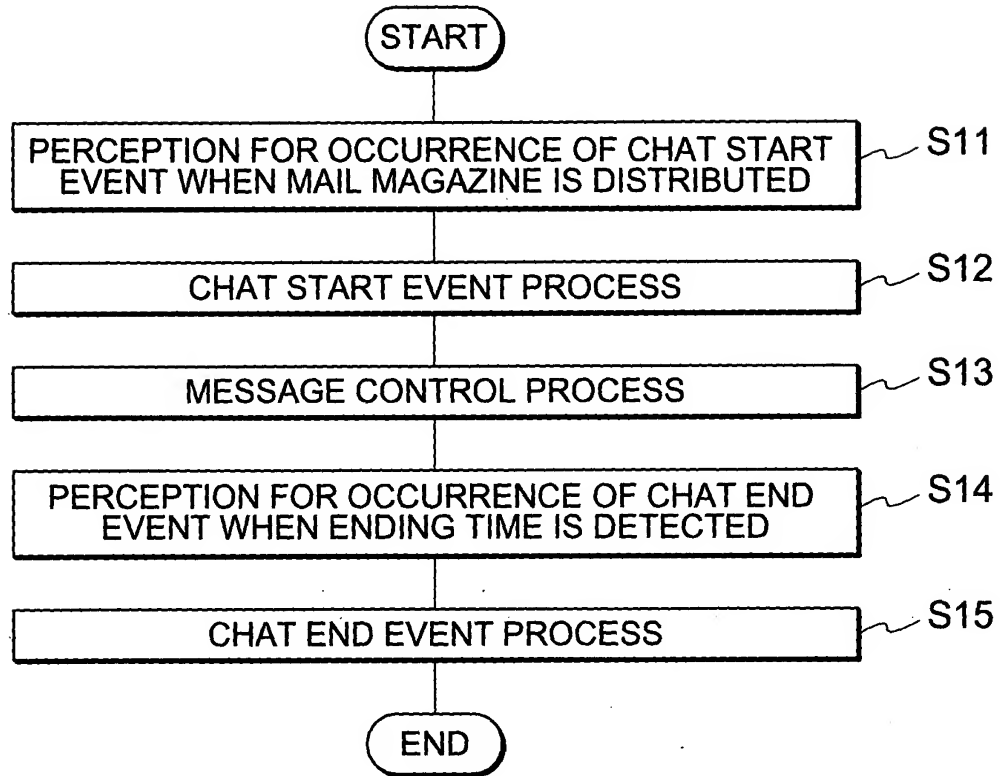 START
PERCEPTION FOR OCCURRENCE OF CHAT START
EVENT WHEN MAIL MAGAZINE IS DISTRIBUTED
S11
CHAT START EVENT PROCESS
S12
MESSAGE CONTROL PROCESS
S13
PERCEPTION FOR OCCURRENCE OF CHAT END
EVENT WHEN ENDING TIME IS DETECTED
S14
CHAT END EVENT PROCESS
S15
END